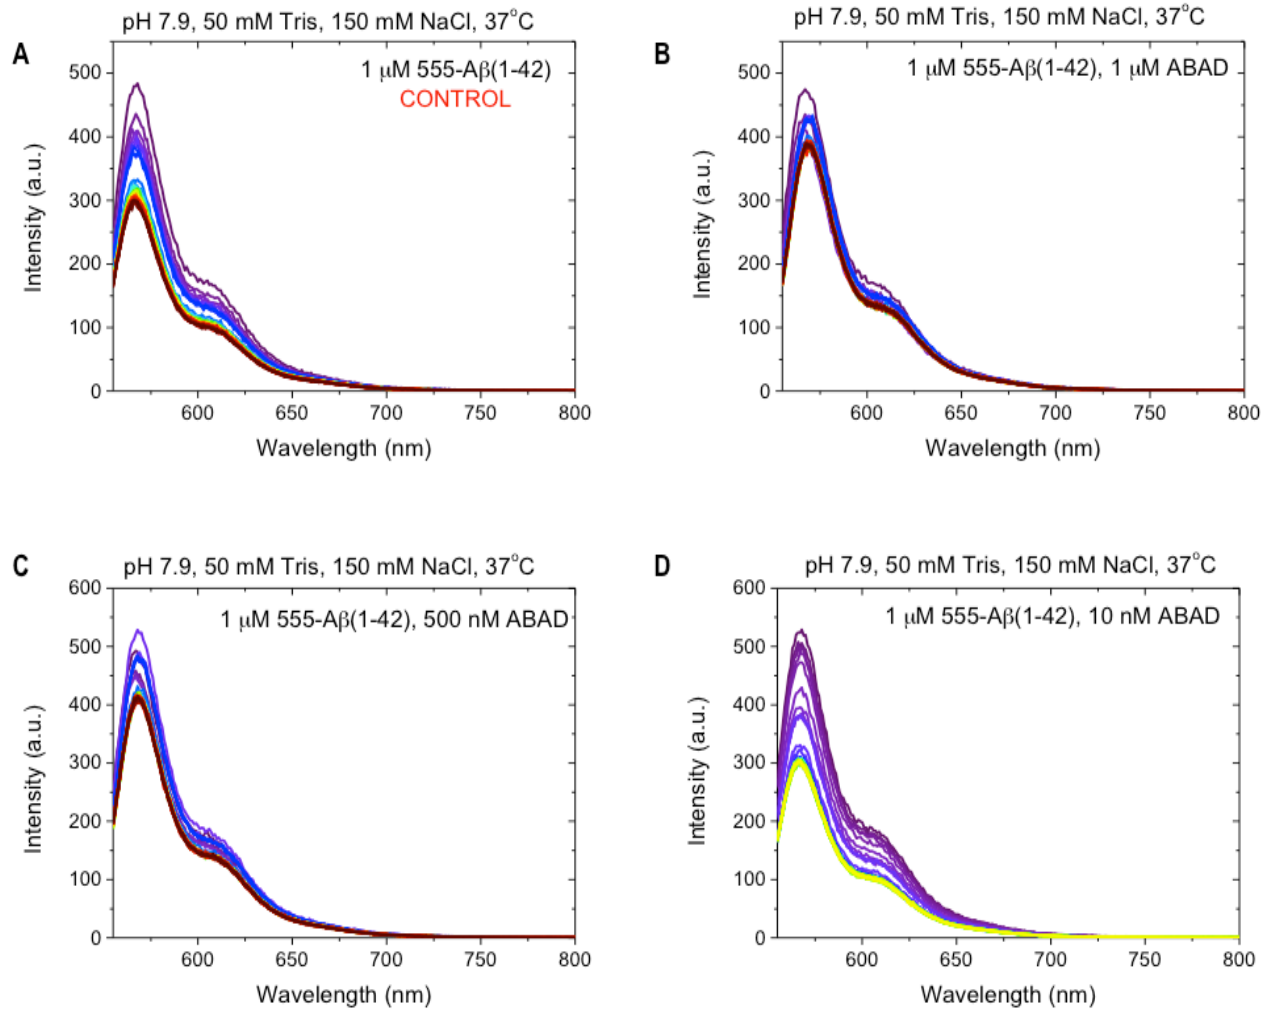 A
pH 7.9, 50 mM Tris, 150 mM NaCl, 37°C
1 μM 555-Aβ(1-42)
CONTROL
500
400
300
200
100
0
Intensity (a.u.)
600 650 700 750 800
Wavelength (nm)
B
pH 7.9, 50 mM Tris, 150 mM NaCl, 37°C
1 μM 555-Aβ(1-42), 1 μM ABAD
500
400
300
200
100
0
Intensity (a.u.)
600 650 700 750 800
Wavelength (nm)
C
pH 7.9, 50 mM Tris, 150 mM NaCl, 37°C
1 μM 555-Aβ(1-42), 500 nM ABAD
600
500
400
300
200
100
0
Intensity (a.u.)
600 650 700 750 800
Wavelength (nm)
D
pH 7.9, 50 mM Tris, 150 mM NaCl, 37°C
1 μM 555-Aβ(1-42), 10 nM ABAD
600
500
400
300
200
100
0
Intensity (a.u.)
600 650 700 750 800
Wavelength (nm)